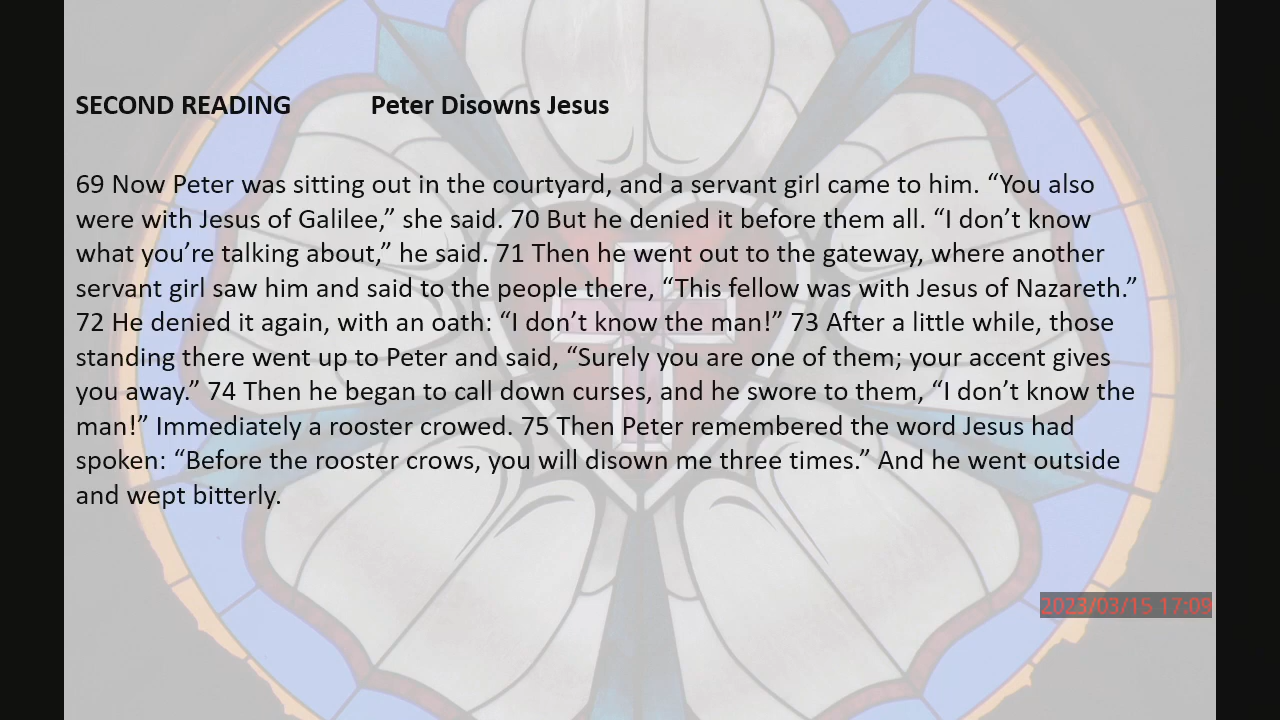 SECOND READING Peter Disowns Jesus
69 Now Peter was sitting out in the courtyard, and a servant girl came to him. “You also
were with Jesus of Galilee,” she said. 70 But he denied it before them all. “I don’t know
what you’re talking about,” he said. 71 Then he went out to the gateway, where another
servant girl saw him and said to the people there, “This fellow was with Jesus of Nazareth.”
72 He denied it again, with an oath: “I don’t know the man!” 73 After a little while, those
standing there went up to Peter and said, “Surely you are one of them; your accent gives
you away.” 74 Then he began to call down curses, and he swore to them, “I don’t know the
man!” Immediately a rooster crowed. 75 Then Peter remembered the word Jesus had
spoken: “Before the rooster crows, you will disown me three times.” And he went outside
and wept bitterly.
2023/03/15 17:09